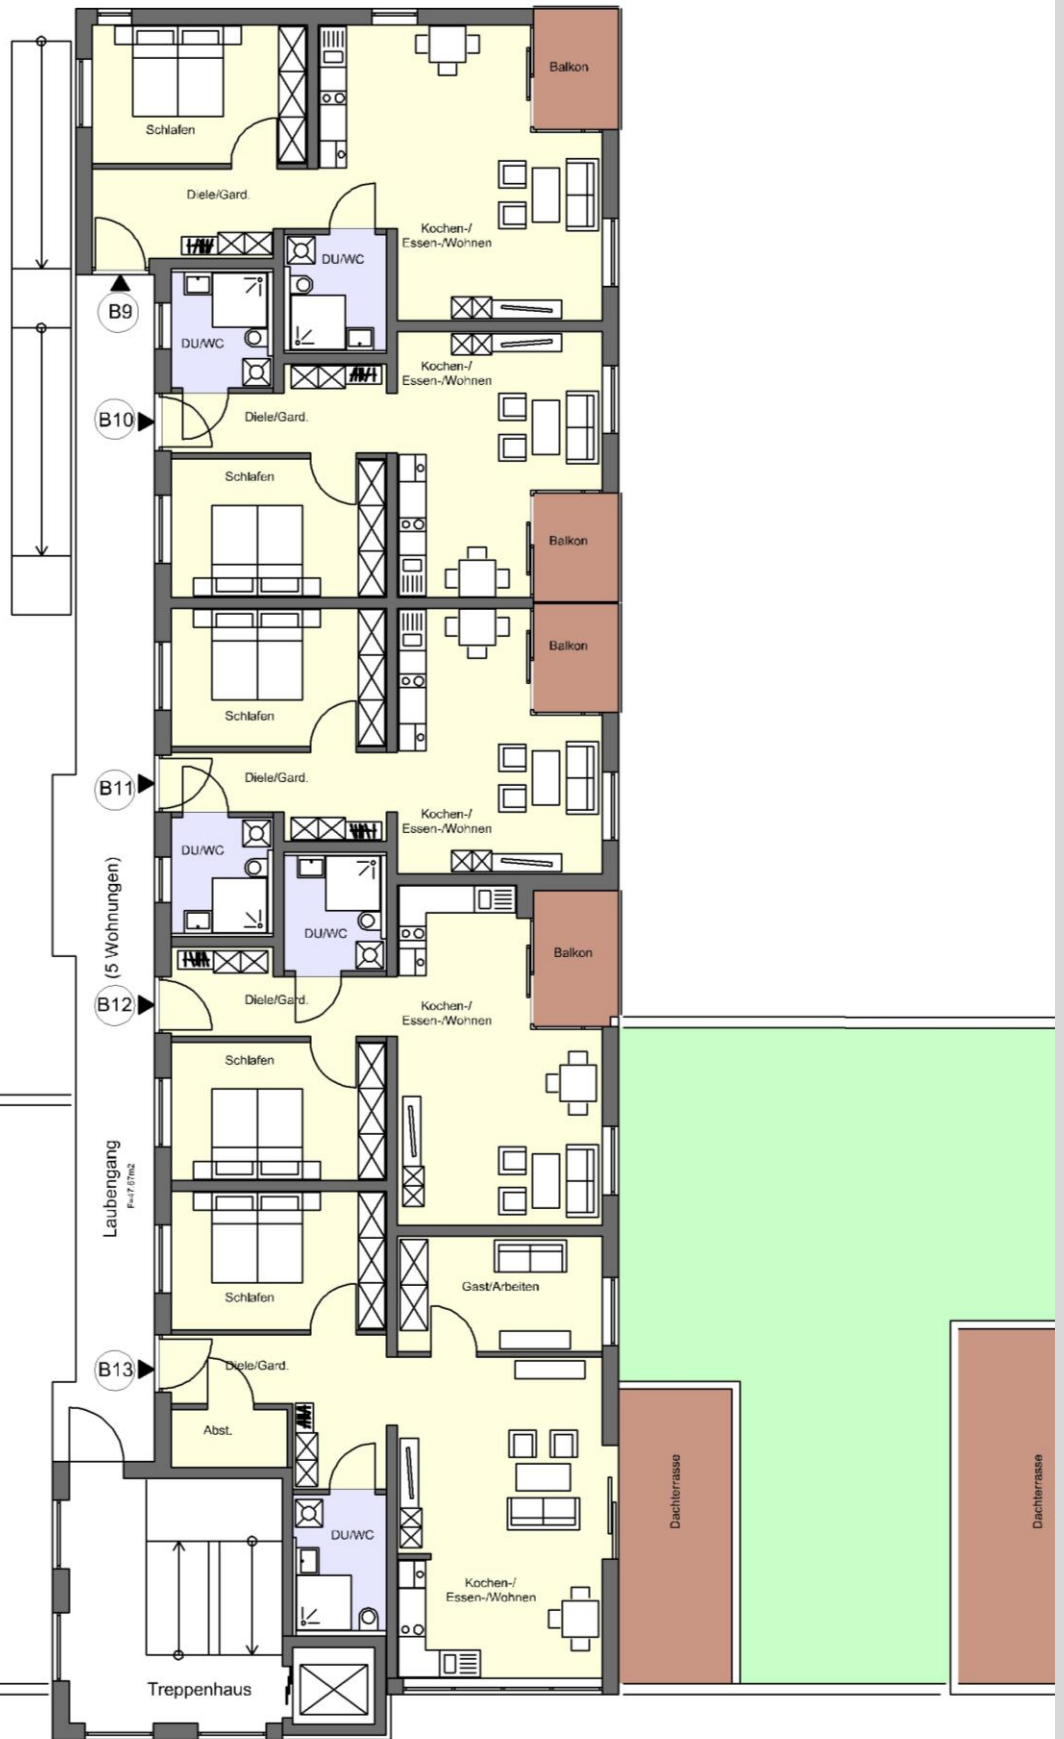 Balkon
Schlafen
Diele/Gard.
Kochen-/
Essen-/Wohnen
DU/WC
B9
DU/WC
Kochen-/
Essen-/Wohnen
B10
Diele/Gard.
Schlafen
Balkon
Balkon
Schlafen
B11
Diele/Gard.
Kochen-/
Essen-/Wohnen
DU/WC
(5 Wohnungen)
DU/WC
Balkon
B12
Diele/Gard.
Kochen-/
Essen-/Wohnen
Schlafen
Laubengang
F=47.67m2
Schlafen
Gast/Arbeiten
B13
Diele/Gard.
Abst.
Dachterrasse
Dachterrasse
DU/WC
Kochen-/
Essen-/Wohnen
Treppenhaus